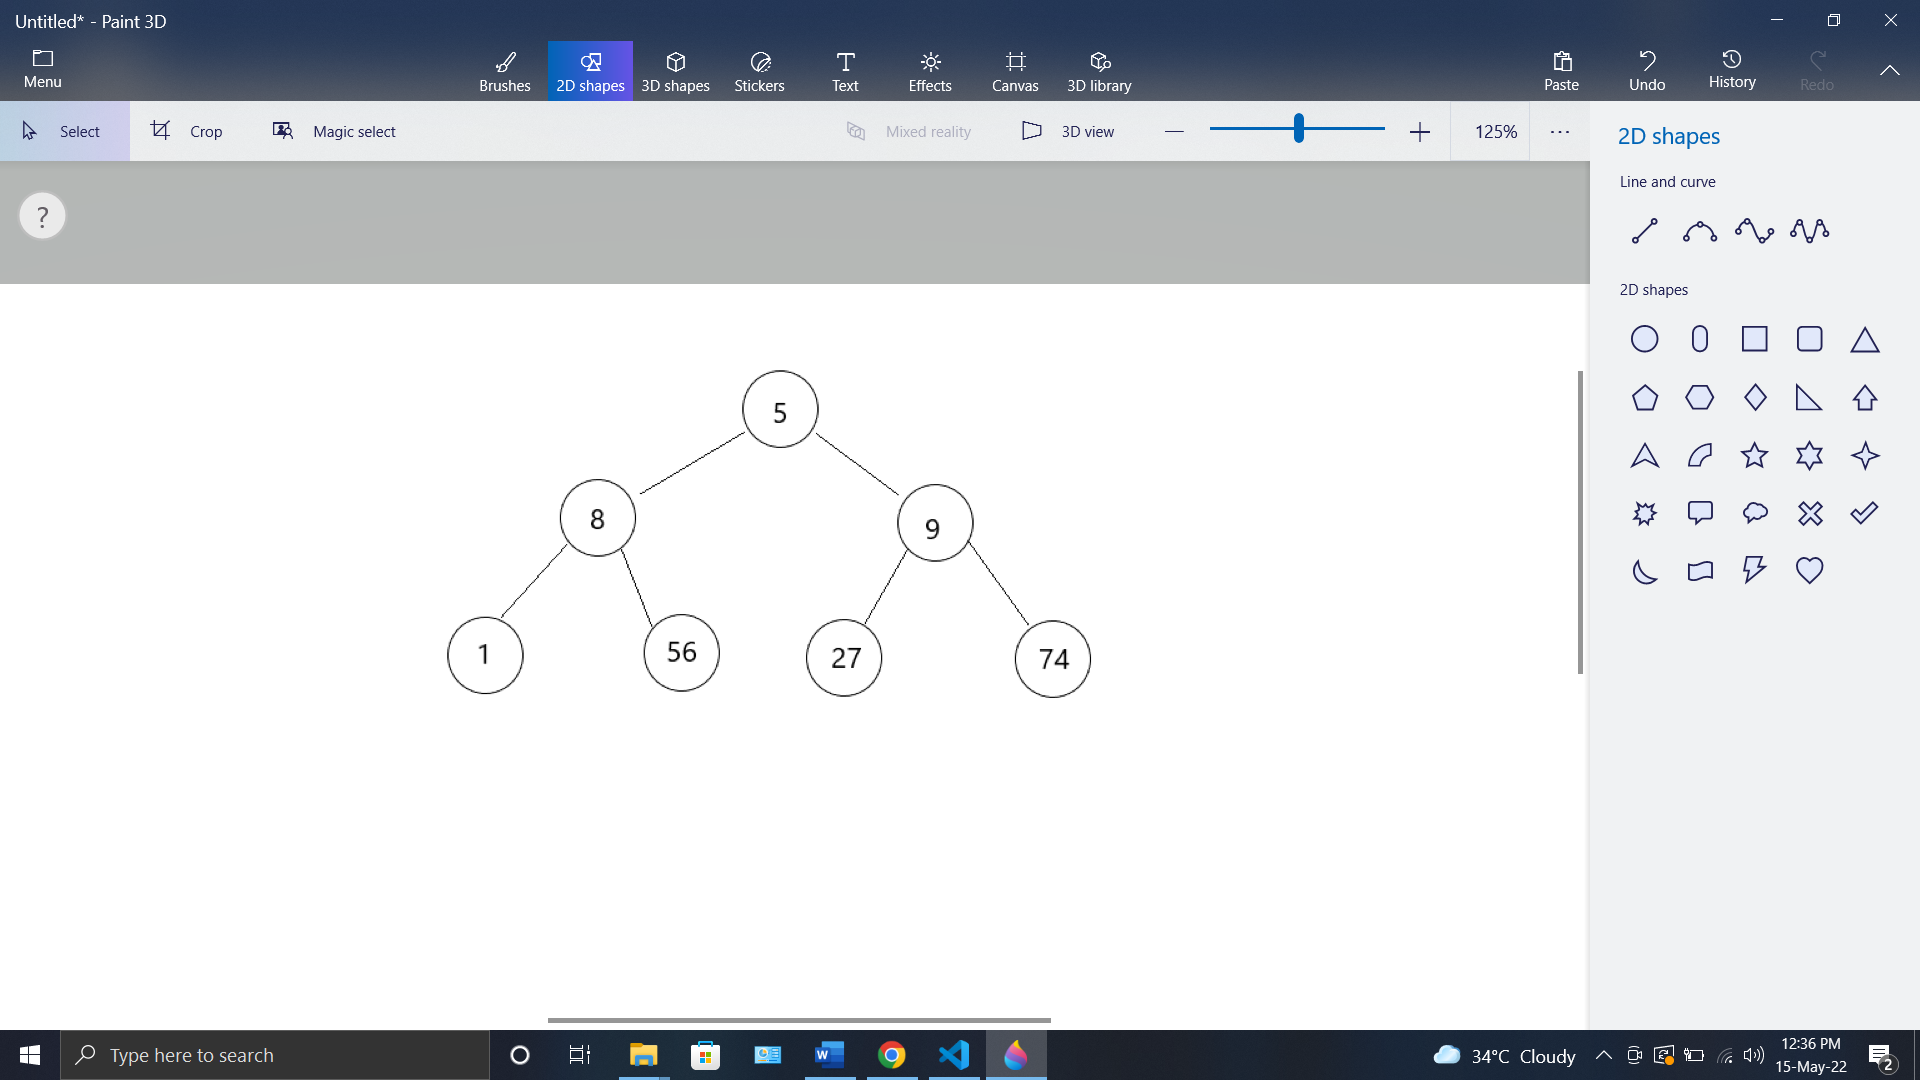 Untitled* - Paint 3D
Menu
Brushes 2D shapes 3D shapes Stickers Text Effects Canvas 3D library
Paste Undo History Redo
Select Crop Magic select Mixed reality 3D view 125% ...
2D shapes
Line and curve
2D shapes
?
5
8 9
1 56 27 74
Type here to search
34°C Cloudy
12:36 PM
15-May-22
2